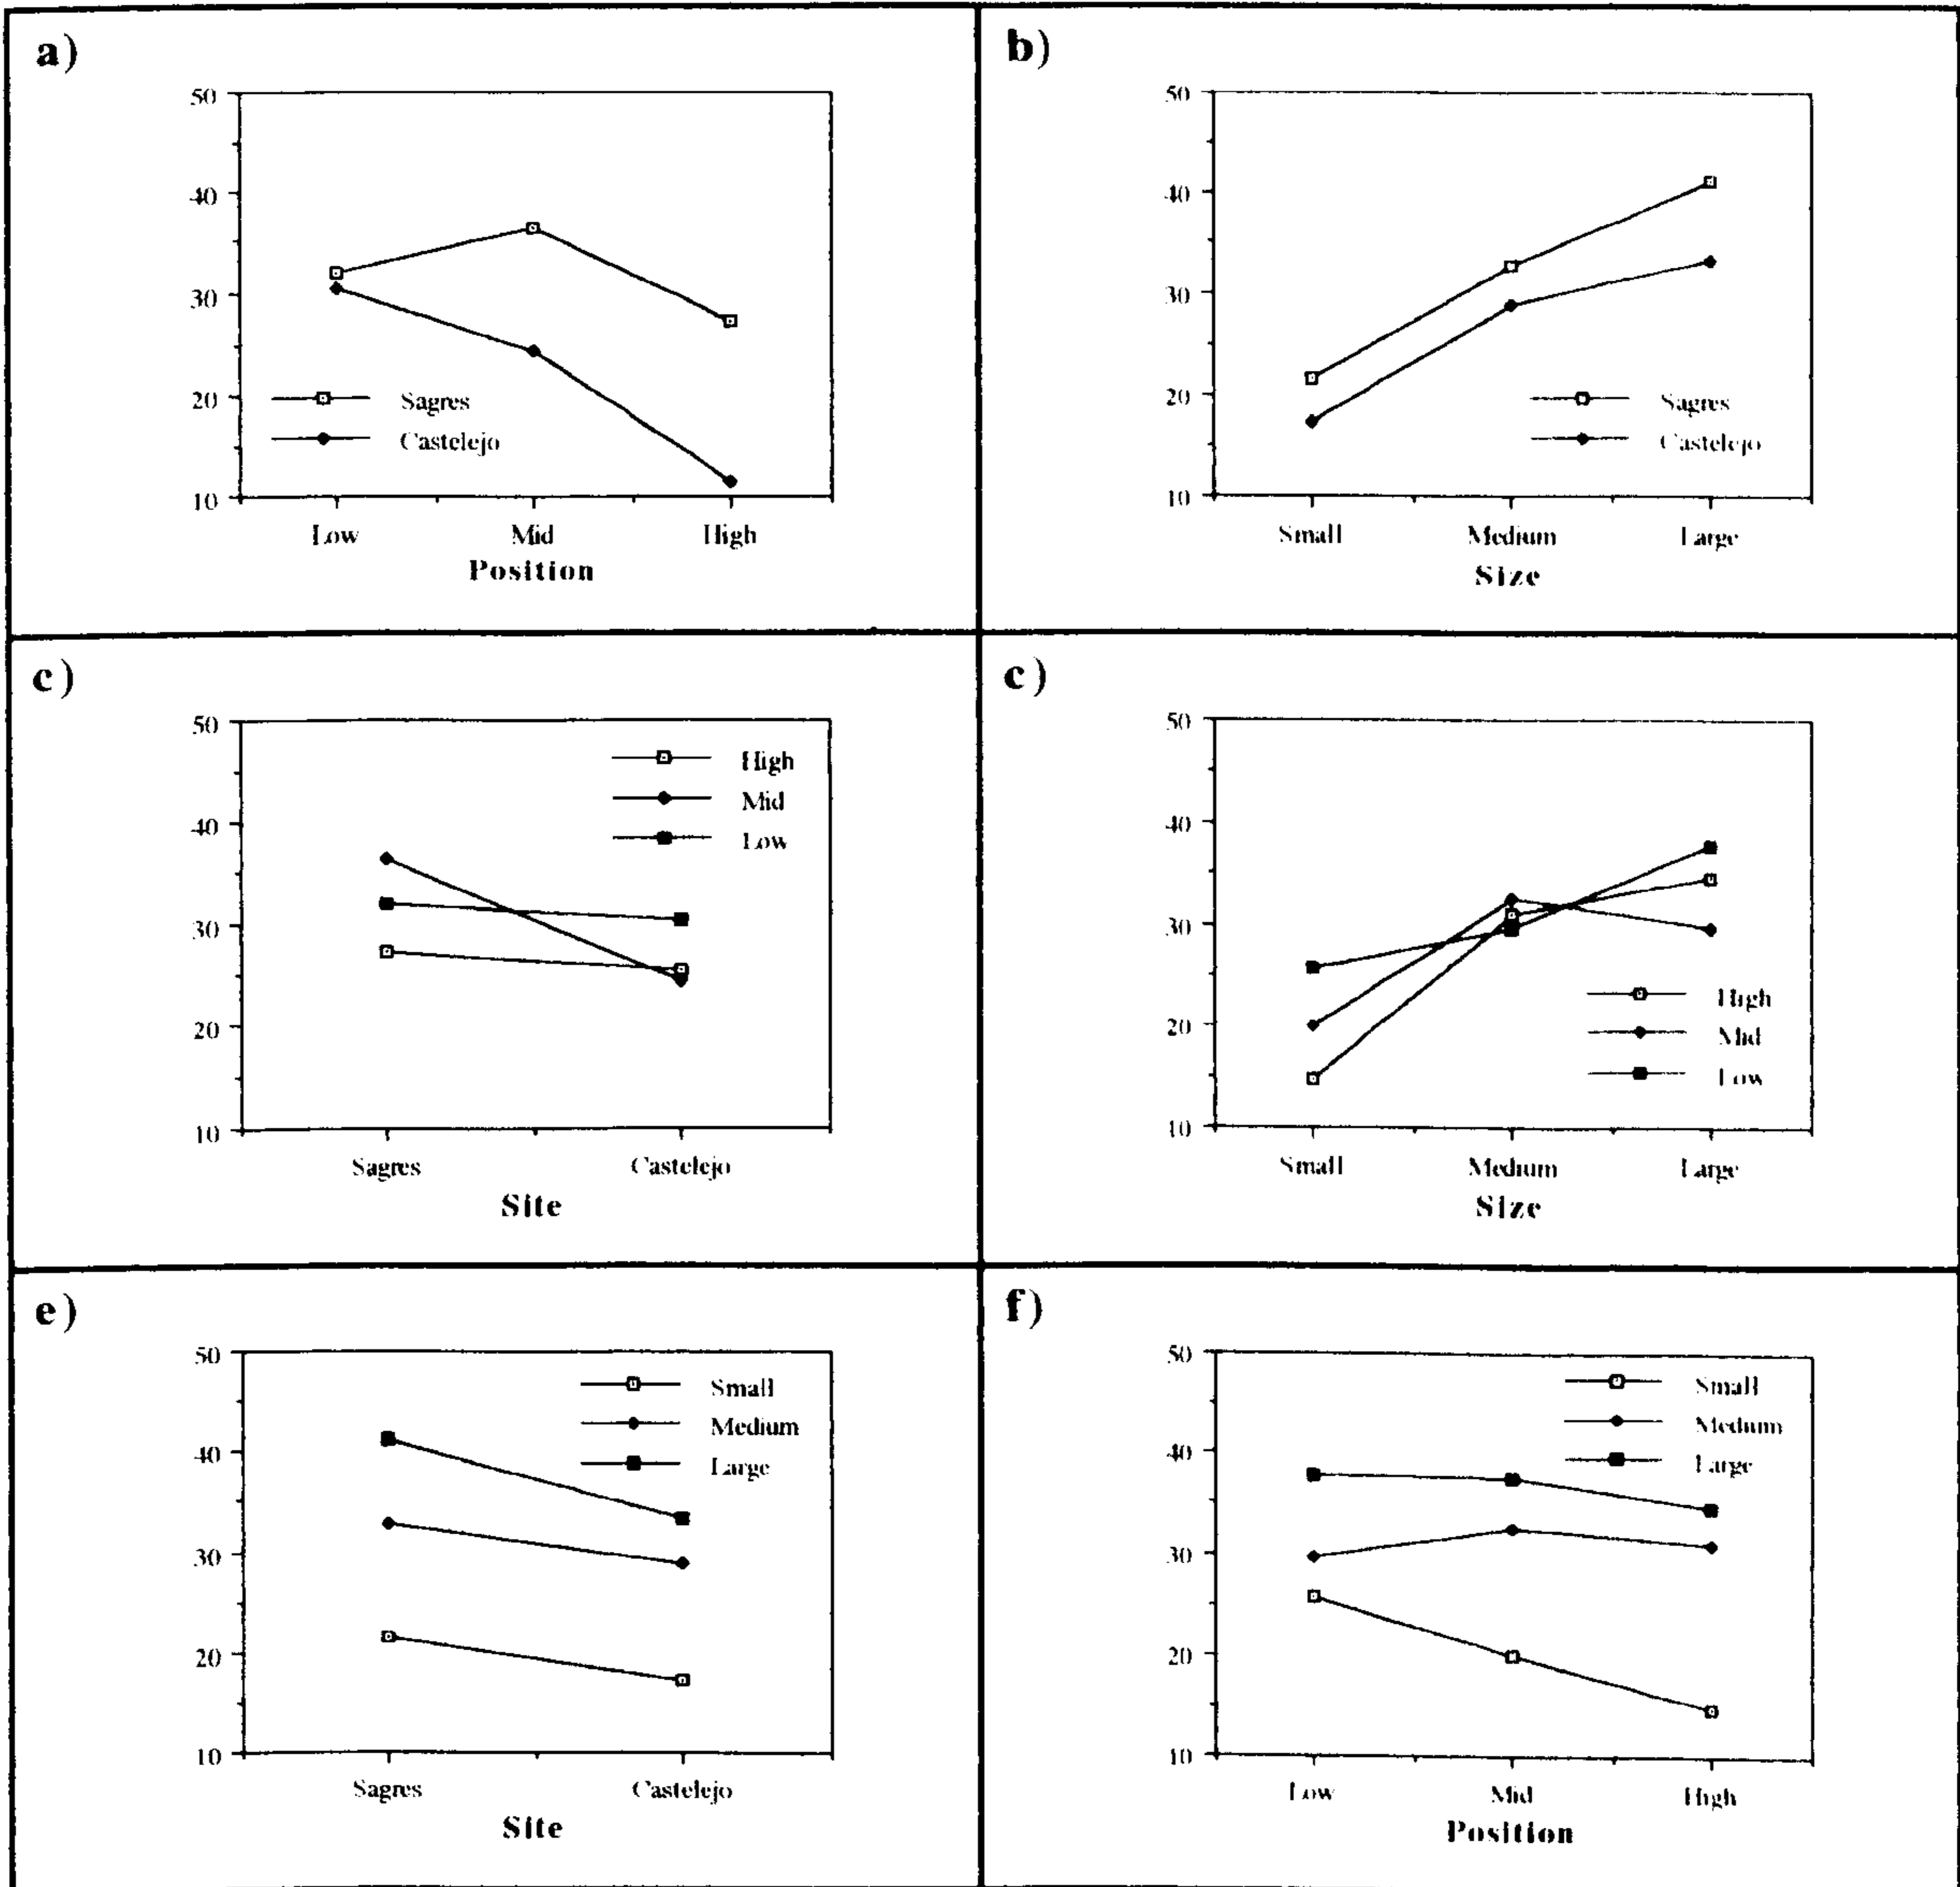 a)
50
40
30
20
10
Sagres
Castelejo
Low Mid High
Position
b)
50
40
30
20
10
Sagres
Castelejo
Small Medium Large
Size
c)
50
40
30
20
10
High
Mid
Low
Sagres Castelejo
Site
c)
50
40
30
20
10
High
Mid
Low
Small Medium Large
Size
e)
50
40
30
20
10
Small
Medium
Large
Sagres Castelejo
Site
f)
50
40
30
20
10
Small
Medium
Large
Low Mid High
Position